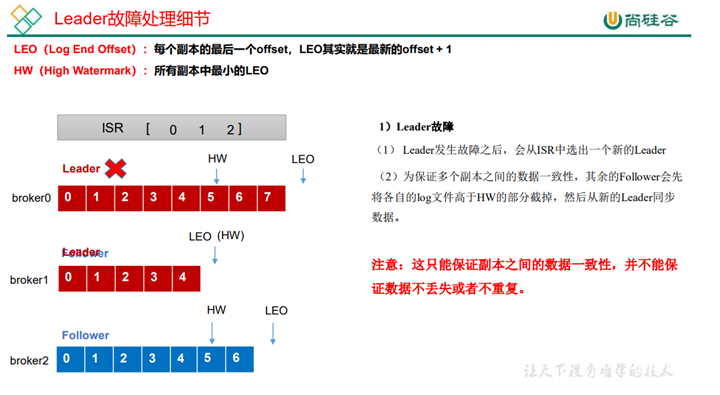 Leader故障处理细节
尚硅谷
LEO（Log End Offset）：每个副本的最后一个offset，LEO其实就是最新的offset + 1
HW（High Watermark）：所有副本中最小的LEO
ISR [ 0 1 2 ]
Leader
HW
LEO
broker0
0 1 2 3 4 5 6 7
LEO（HW）
Leader
Follower
broker1
0 1 2 3 4
HW
LEO
Follower
broker2
0 1 2 3 4 5 6
1）Leader故障
（1） Leader发生故障之后，会从ISR中选出一个新的Leader
（2）为保证多个副本之间的数据一致性，其余的Follower会先
将各自的log文件高于HW的部分截掉，然后从新的Leader同步
数据。
注意：这只能保证副本之间的数据一致性，并不能保
证数据不丢失或者不重复。
让天下没有难学的技术